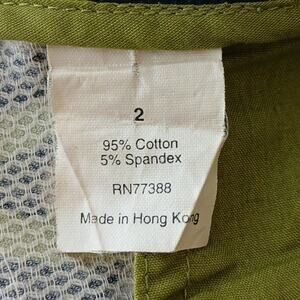 2
95% Cotton
5% Spandex
RN77388
Made in Hong Kong